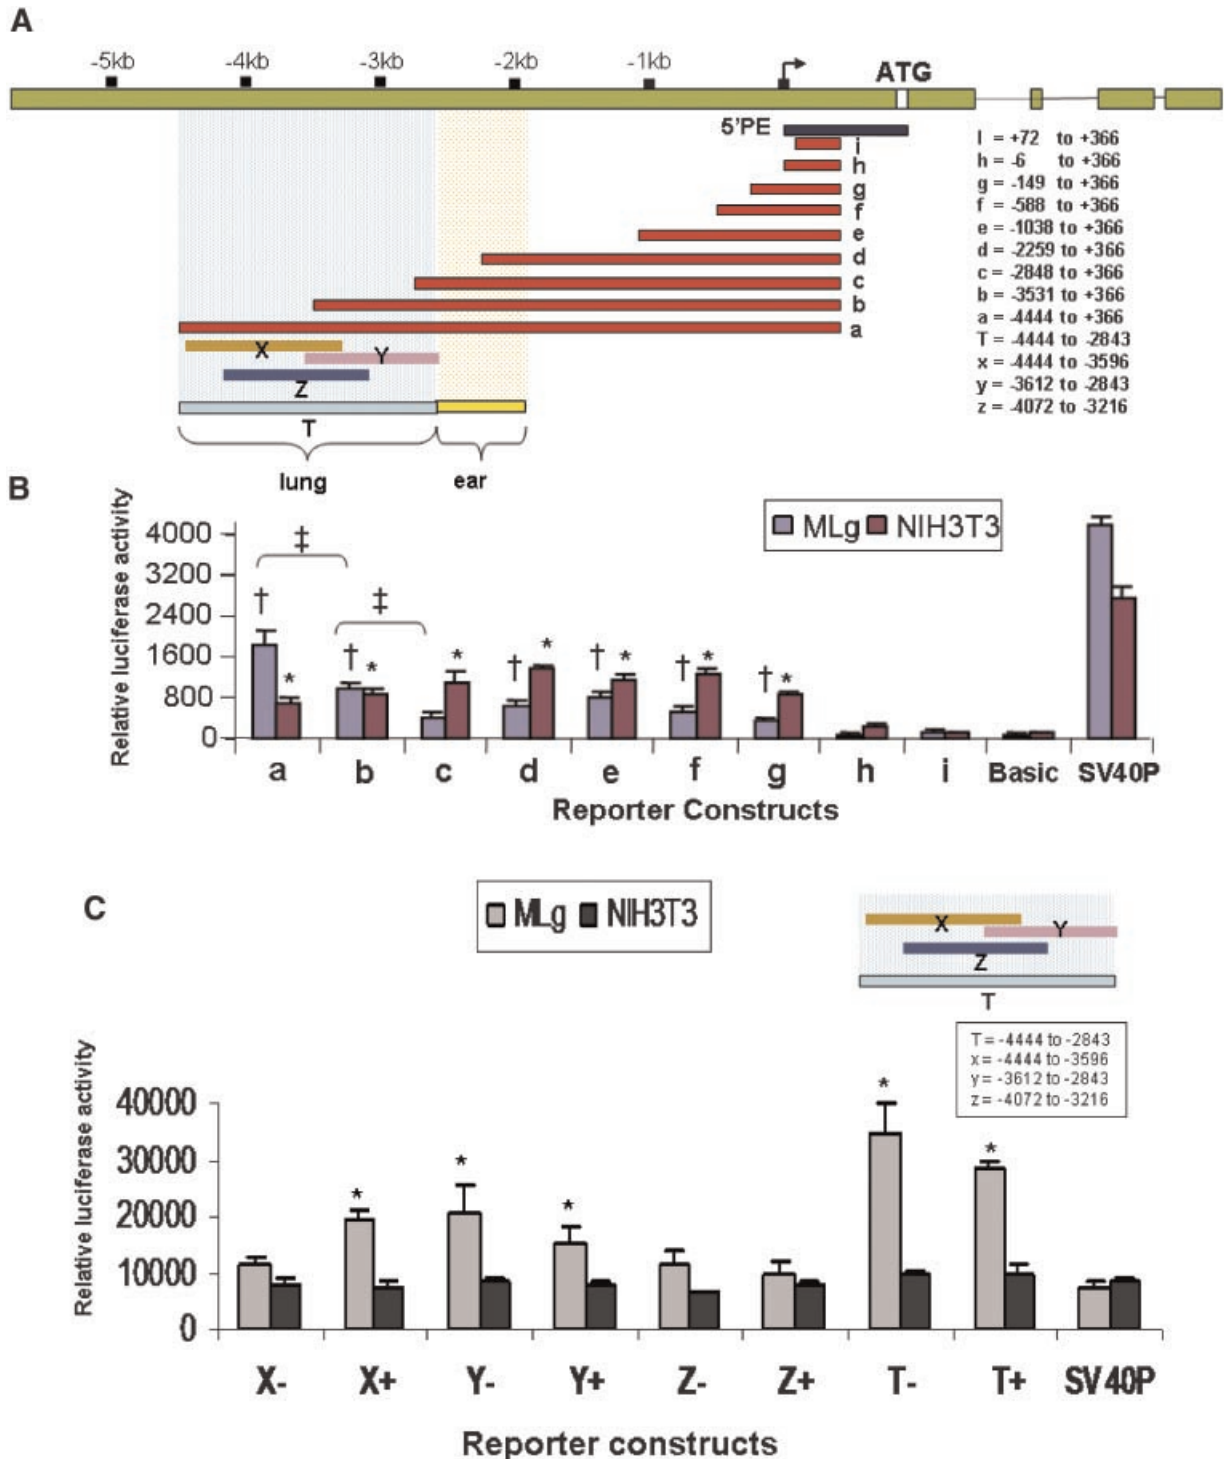 A
-5kb -4kb -3kb -2kb -1kb ATG
5'PE
i
h
g
f
e
d
c
b
a
I = +72 to +366
h = -6 to +366
g = -149 to +366
f = -588 to +366
e = -1038 to +366
d = -2259 to +366
c = -2848 to +366
b = -3531 to +366
a = -4444 to +366
T = -4444 to -2843
x = -4444 to -3596
y = -3612 to -2843
z = -4072 to -3216
X
Y
Z
T
lung ear
B
Relative luciferase activity
4000
3200
2400
1600
800
0
MLg NIH3T3
‡
‡
† * † * * † * † * † * † *
a b c d e f g h i Basic SV40P
Reporter Constructs
C
MLg NIH3T3
X
Y
Z
T
T = -4444 to -2843
x = -4444 to -3596
y = -3612 to -2843
z = -4072 to -3216
Relative luciferase activity
40000
30000
20000
10000
0
* * * * *
X- X+ Y- Y+ Z- Z+ T- T+ SV40P
Reporter constructs